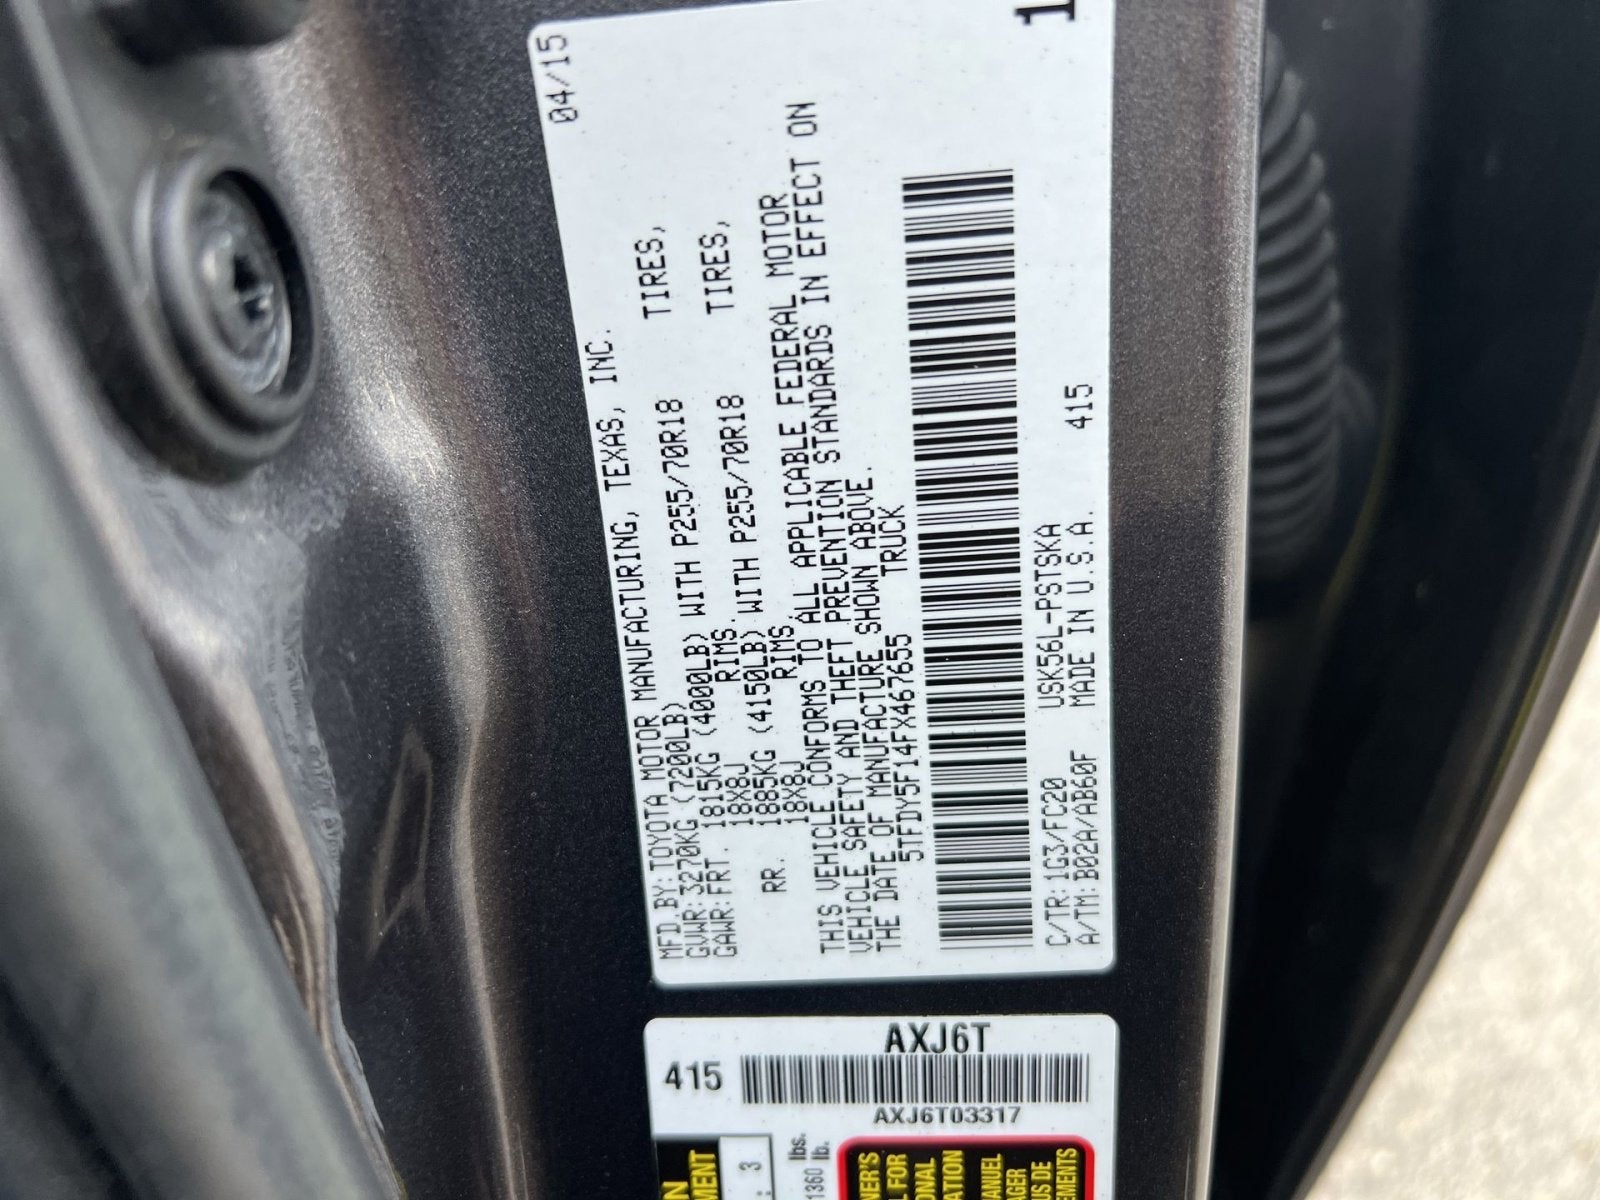 04/15
MFD.BY:TOYOTA MOTOR MANUFACTURING, TEXAS, INC.
GVWR:3270KG (7200LB)
GAWR:FRT. 1815KG (4000LB) WITH P255/70R18 TIRES,
18X8J RIMS.
RR. 1885KG (4150LB) WITH P255/70R18 TIRES,
18X8J RIMS
THIS VEHICLE CONFORMS TO ALL APPLICABLE FEDERAL MOTOR
VEHICLE SAFETY AND THEFT PREVENTION STANDARDS IN EFFECT ON
THE DATE OF MANUFACTURE SHOWN ABOVE.
5TFDY5F14FX467655 TRUCK
C/TR:1G3/FC20 USK56L-PSTSKA 415
A/TM:B02A/AB60F MADE IN U.S.A.
1
AXJ6T
415
AXJ6T03317
: 3
1360 lbs.
lb.